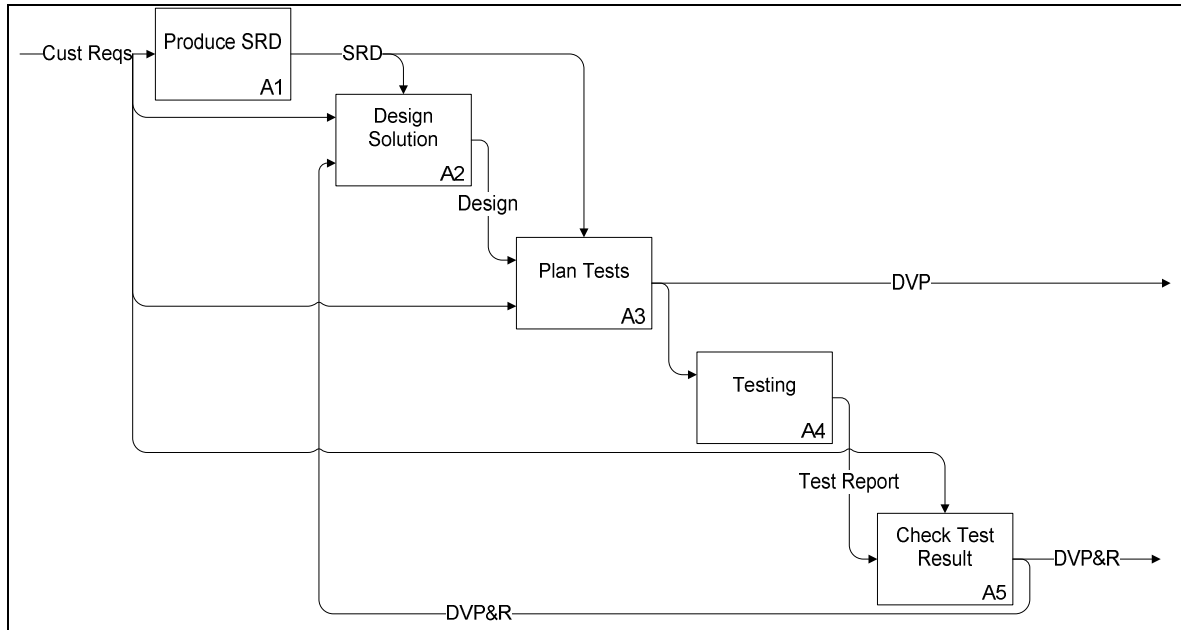 Produce SRD
Cust Reqs
SRD
A1
Design
Solution
A2
Design
Plan Tests
DVP
A3
Testing
A4
Test Report
Check Test
Result
DVP&R
A5
DVP&R